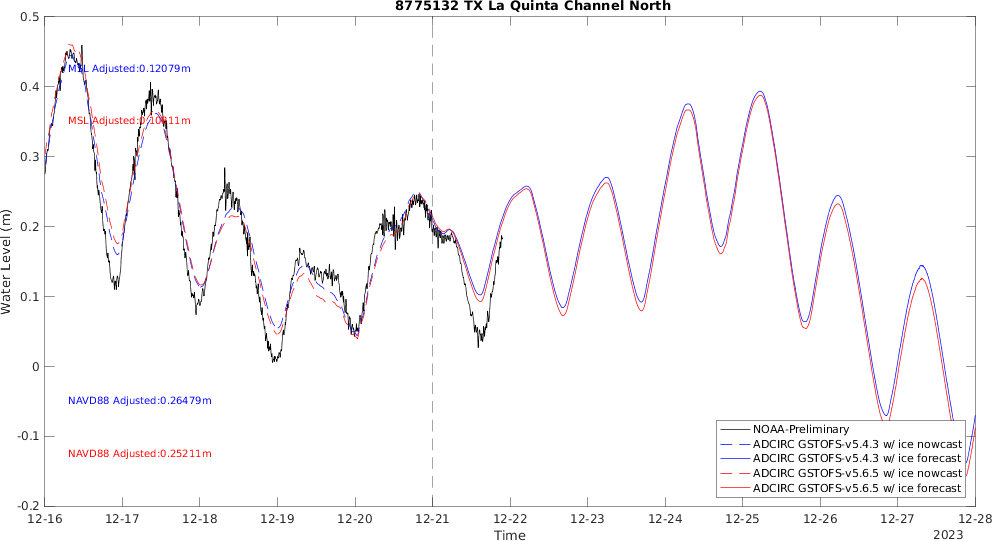 8775132 TX La Quinta Channel North
0.5
0.4
0.3
0.2
0.1
0
-0.1
-0.2
Water Level (m)
MSL Adjusted:0.12079m
MSL Adjusted:0.10811m
NAVD88 Adjusted:0.26479m
NAVD88 Adjusted:0.25211m
NOAA-Preliminary
ADCIRC GSTOFS-v5.4.3 w/ ice nowcast
ADCIRC GSTOFS-v5.4.3 w/ ice forecast
ADCIRC GSTOFS-v5.6.5 w/ ice nowcast
ADCIRC GSTOFS-v5.6.5 w/ ice forecast
12-16 12-17 12-18 12-19 12-20 12-21 12-22 12-23 12-24 12-25 12-26 12-27 12-28
Time
2023